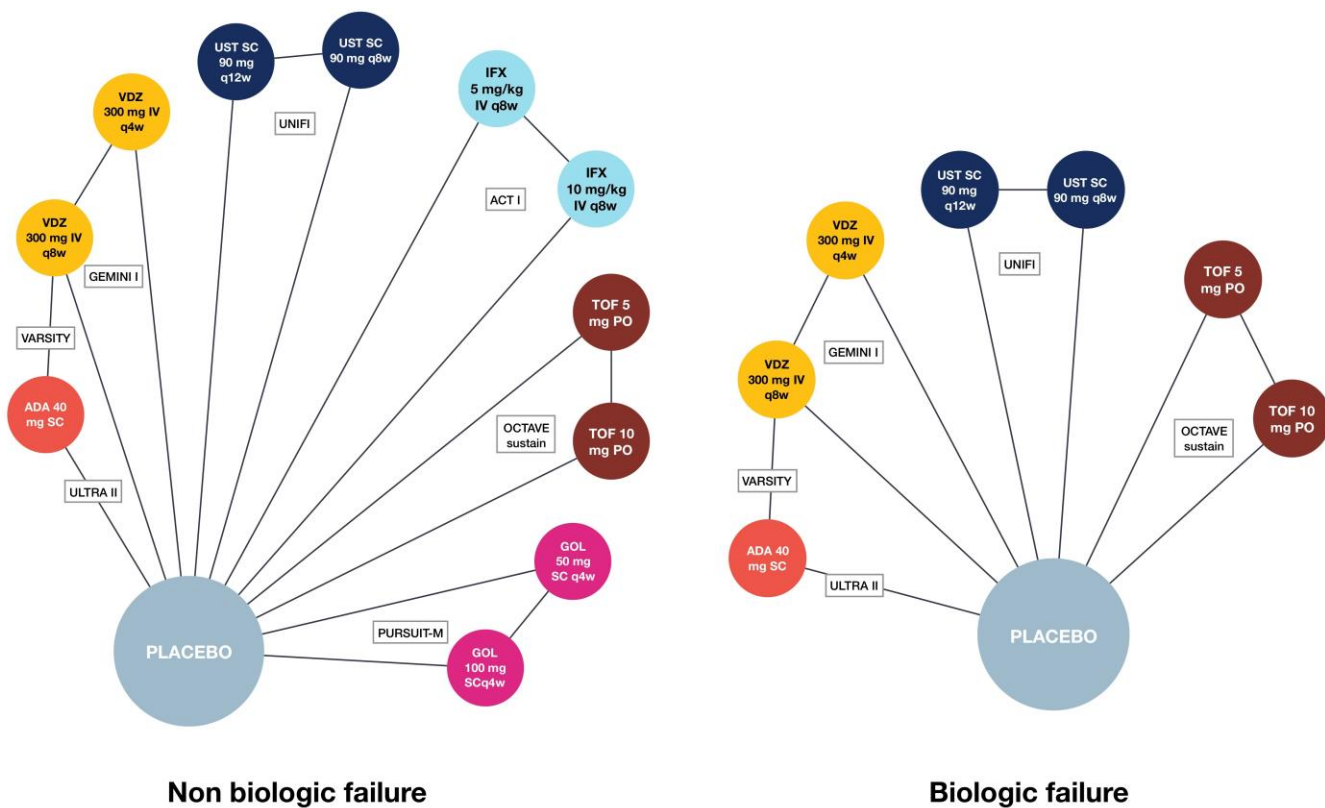 UST SC
90 mg
q12w
UST SC
90 mg q8w
UNIFI
VDZ
300 mg IV
q4w
IFX
5 mg/kg
IV q8w
IFX
10 mg/kg
IV q8w
ACT I
VDZ
300 mg IV
q8w
GEMINI I
VARSITY
ADA 40
mg SC
ULTRA II
TOF 5
mg PO
OCTAVE
sustain
TOF 10
mg PO
GOL
50 mg
SC q4w
PURSUIT-M
GOL
100 mg
SCq4w
PLACEBO
Non biologic failure
UST SC
90 mg
q12w
UST SC
90 mg q8w
UNIFI
VDZ
300 mg IV
q4w
GEMINI I
VDZ
300 mg IV
q8w
VARSITY
ADA 40
mg SC
ULTRA II
TOF 5
mg PO
TOF 10
mg PO
OCTAVE
sustain
PLACEBO
Biologic failure